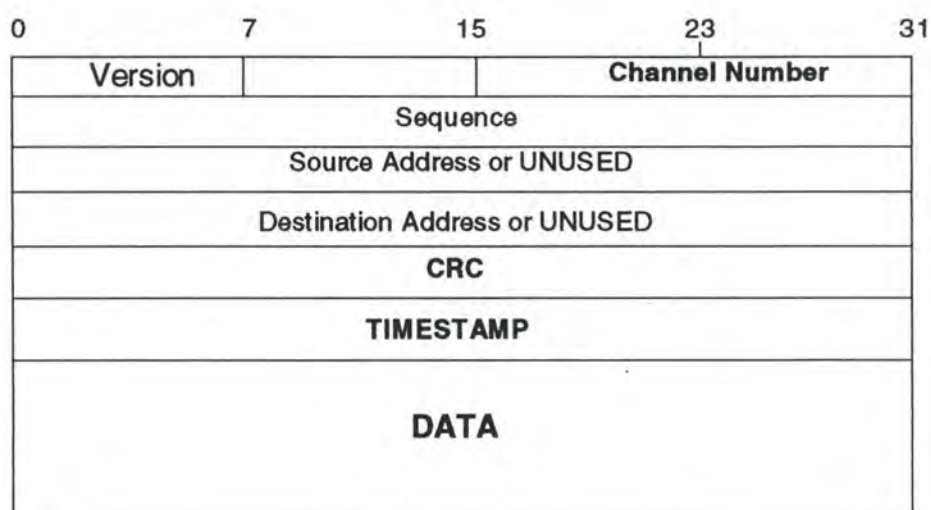 0 7 15 23 31
Version Channel Number
Sequence
Source Address or UNUSED
Destination Address or UNUSED
CRC
TIMESTAMP
DATA